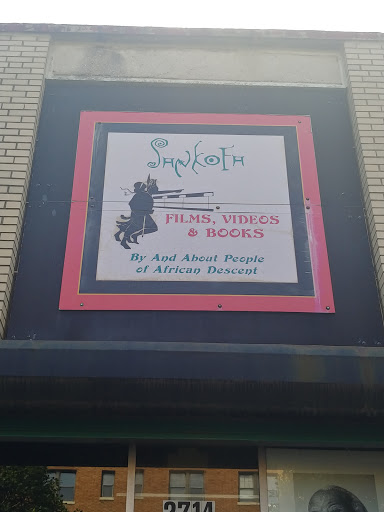 SANKOFA
FILMS, VIDEOS
& BOOKS
By And About People
of African Descent
2714